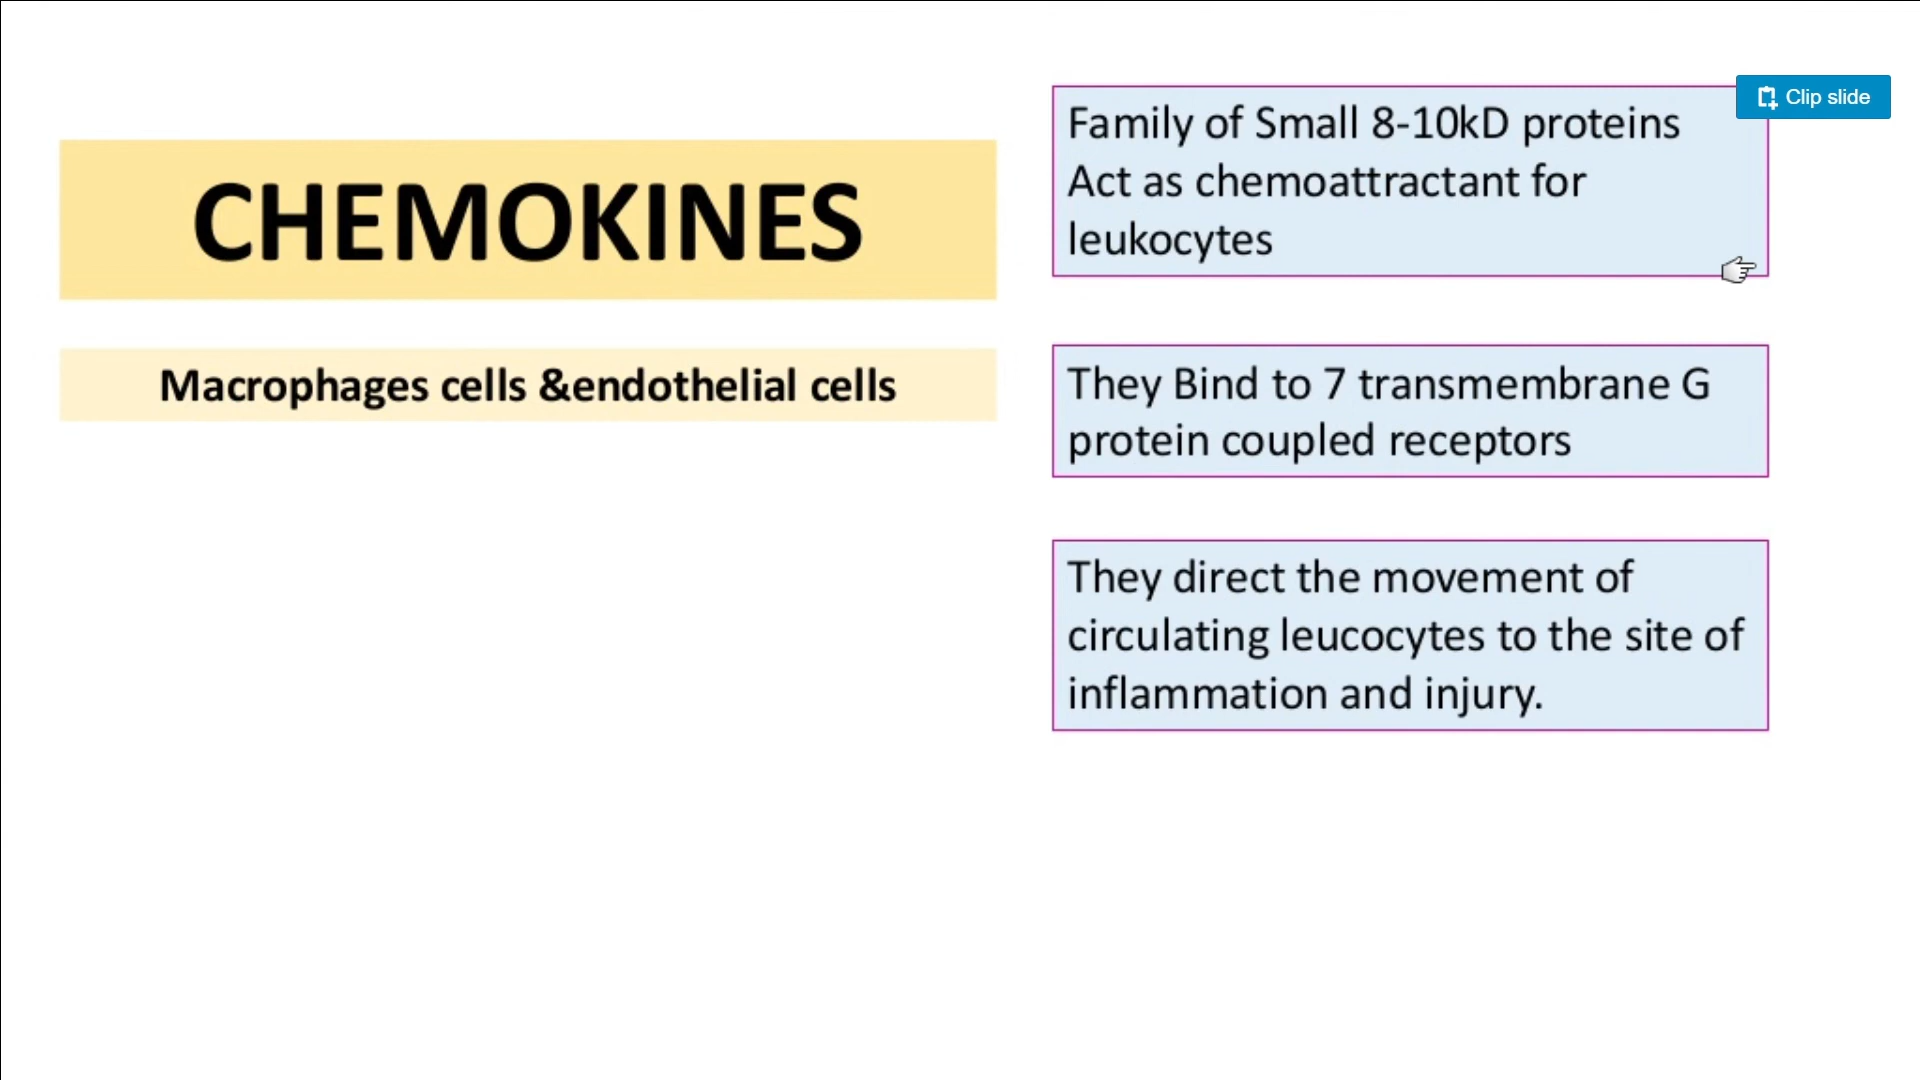 CHEMOKINES
Macrophages cells &endothelial cells
Clip slide
Family of Small 8-10kD proteins
Act as chemoattractant for
leukocytes
They Bind to 7 transmembrane G
protein coupled receptors
They direct the movement of
circulating leucocytes to the site of
inflammation and injury.